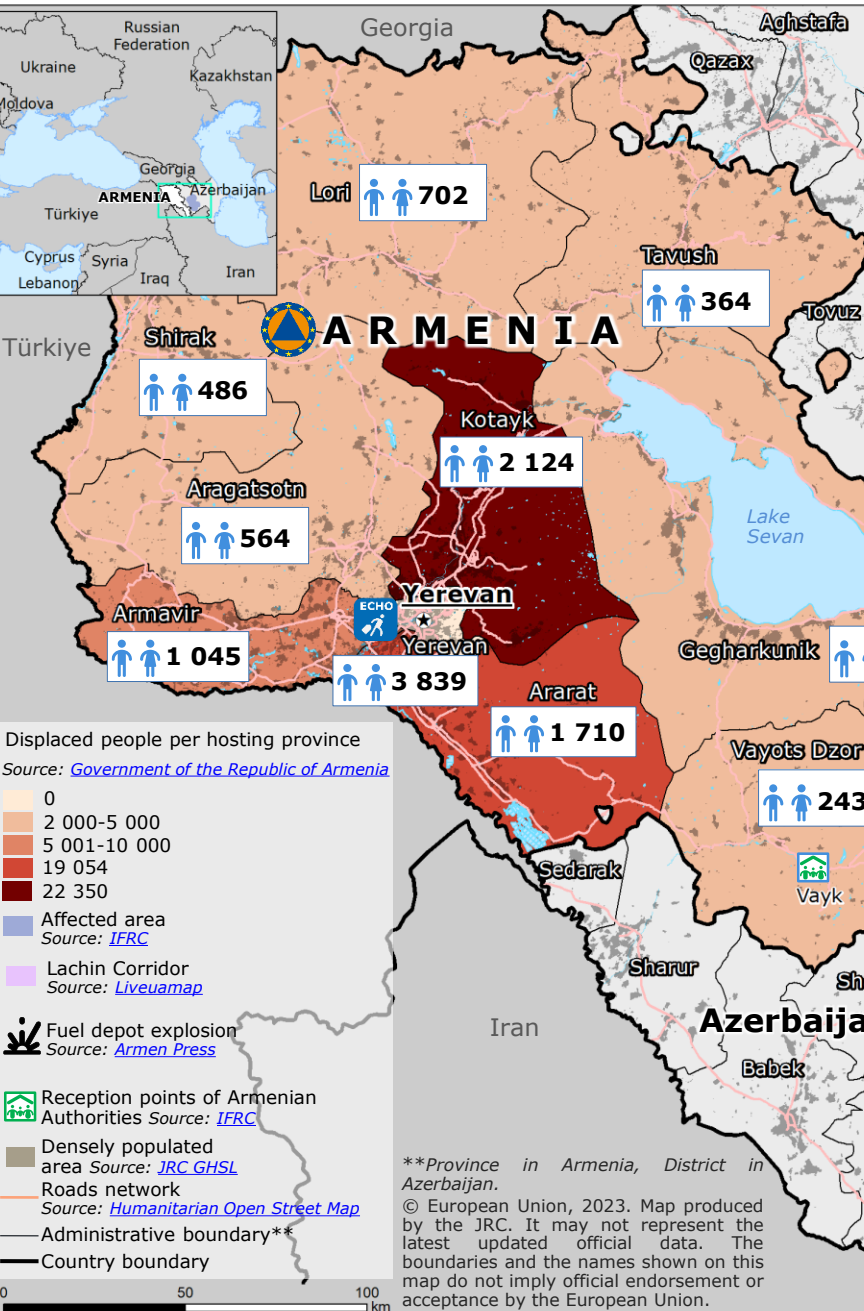 Georgia
Aghstafa
Qazax
Russian
Federation
Ukraine
Kazakhstan
Moldova
Georgia
ARMENIA
Azerbaijan
Türkiye
Cyprus
Syria
Lebanon
Iraq
Iran
Lori
702
Tavush
364
Tovuz
Türkiye
Shirak
486
ARMENIA
Kotayk
2 124
Aragatsotn
564
Lake
Sevan
Armavir
1 045
ECHO
Yerevan
Yerevan
3 839
Gegharkunik
Ararat
1 710
Vayots Dzor
243
Vayk
Sedarak
Sharur
Sh
Azerbaija
Babek
Iran
Displaced people per hosting province
Source: Government of the Republic of Armenia
0
2 000-5 000
5 001-10 000
19 054
22 350
Affected area
Source: IFRC
Lachin Corridor
Source: Liveuamap
Fuel depot explosion
Source: Armen Press
Reception points of Armenian
Authorities Source: IFRC
Densely populated
area Source: JRC GHSL
Roads network
Source: Humanitarian Open Street Map
Administrative boundary**
Country boundary
0 50 100
km
**Province in Armenia, District in
Azerbaijan.
© European Union, 2023. Map produced
by the JRC. It may not represent the
latest updated official data. The
boundaries and the names shown on this
map do not imply official endorsement or
acceptance by the European Union.